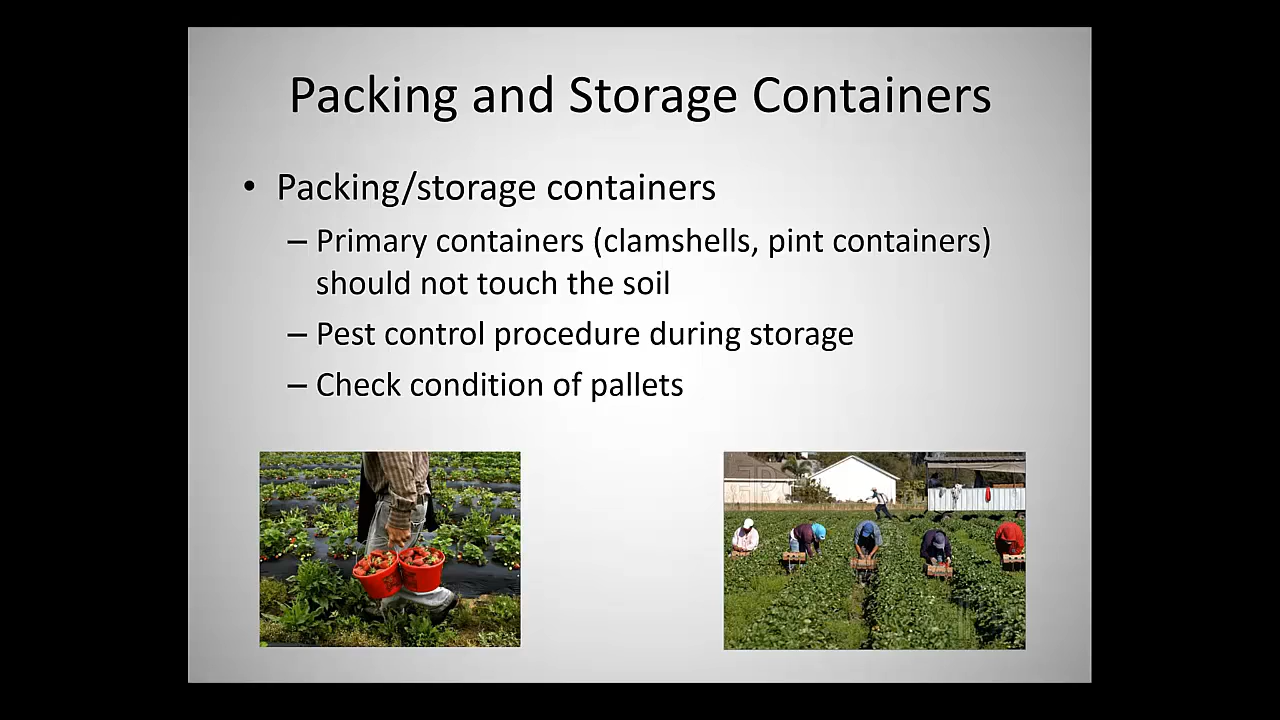 Packing and Storage Containers
• Packing/storage containers
– Primary containers (clamshells, pint containers)
should not touch the soil
– Pest control procedure during storage
– Check condition of pallets